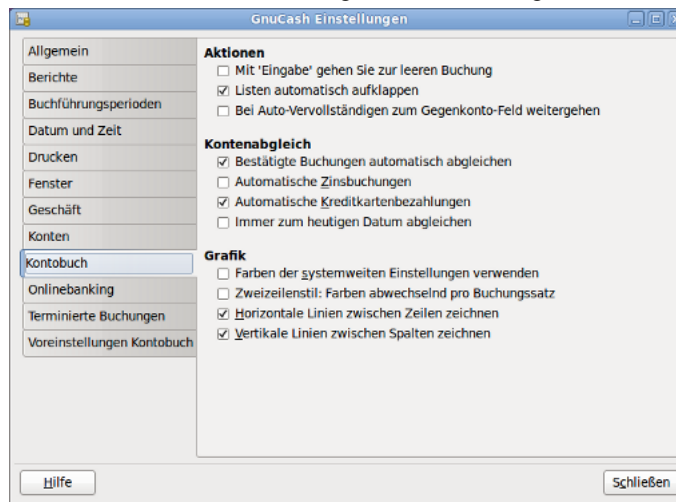 GnuCash Einstellungen
Allgemein
Berichte
Buchführungsperioden
Datum und Zeit
Drucken
Fenster
Geschäft
Konten
Kontobuch
Onlinebanking
Terminierte Buchungen
Voreinstellungen Kontobuch
Aktionen
Mit 'Eingabe' gehen Sie zur leeren Buchung
Listen automatisch aufklappen
Bei Auto-Vervollständigen zum Gegenkonto-Feld weitergehen
Kontenabgleich
Bestätigte Buchungen automatisch abgleichen
Automatische Zinsbuchungen
Automatische Kreditkartenbezahlungen
Immer zum heutigen Datum abgleichen
Grafik
Farben der systemweiten Einstellungen verwenden
Zweizeilenstil: Farben abwechselnd pro Buchungssatz
Horizontale Linien zwischen Zeilen zeichnen
Vertikale Linien zwischen Spalten zeichnen
Hilfe
Schließen